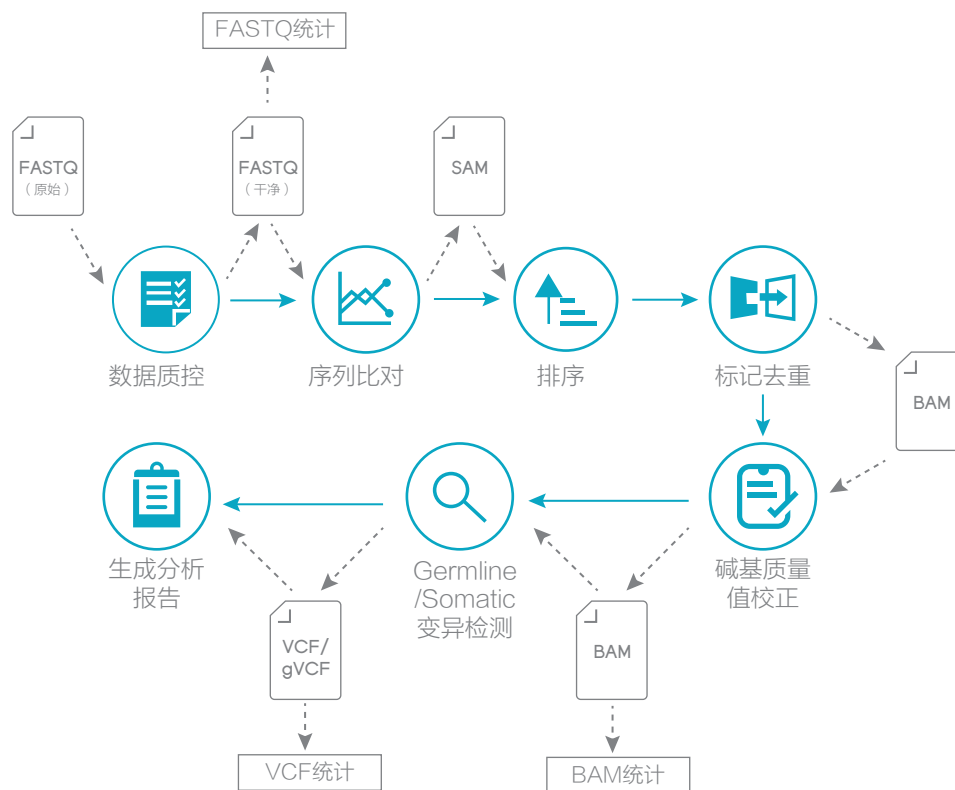 FASTQ统计
FASTQ
（原始）
FASTQ
（干净）
SAM
数据质控
序列比对
排序
标记去重
BAM
生成分析
报告
Germline
/Somatic
变异检测
碱基质量
值校正
VCF/
gVCF
BAM
VCF统计
BAM统计